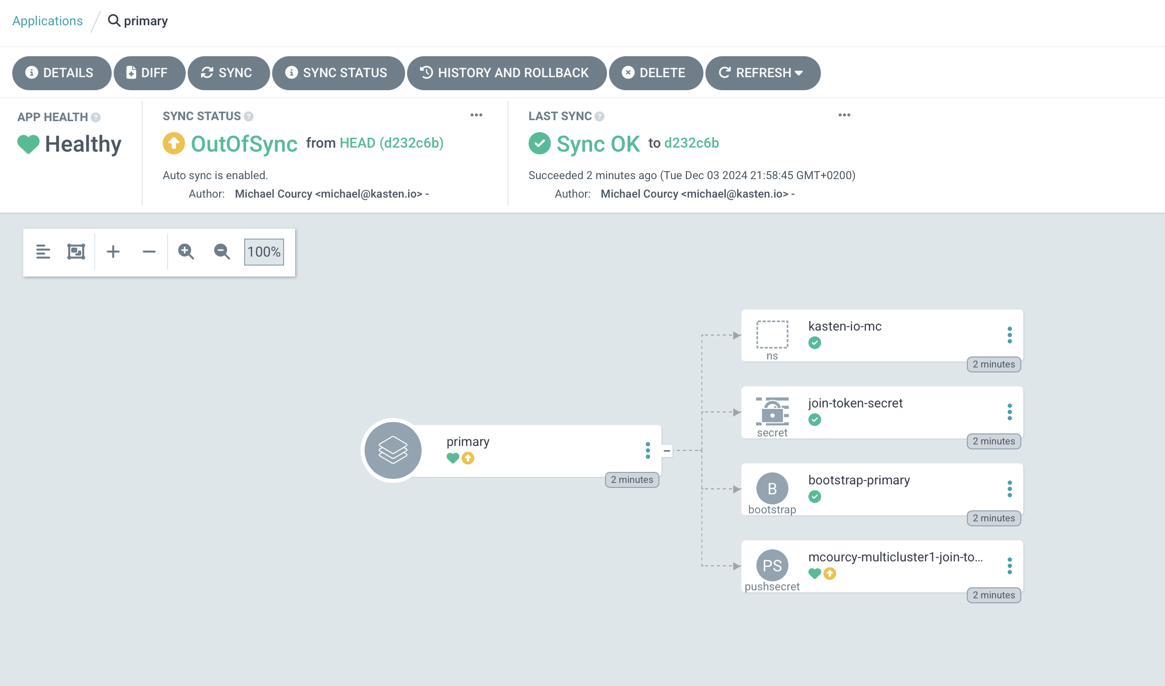 Applications / primary
DETAILS DIFF SYNC SYNC STATUS HISTORY AND ROLLBACK DELETE REFRESH
APP HEALTH
Healthy
SYNC STATUS
OutOfSync from HEAD (d232c6b)
Auto sync is enabled.
Author: Michael Courcy <michael@kasten.io> -
LAST SYNC
Sync OK to d232c6b
Succeeded 2 minutes ago (Tue Dec 03 2024 21:58:45 GMT+0200)
Author: Michael Courcy <michael@kasten.io> -
100%
primary
2 minutes
kasten-io-mc
ns
2 minutes
join-token-secret
secret
2 minutes
B
bootstrap-primary
bootstrap
2 minutes
PS
mcourcy-multicluster1-join-to...
pushsecret
2 minutes